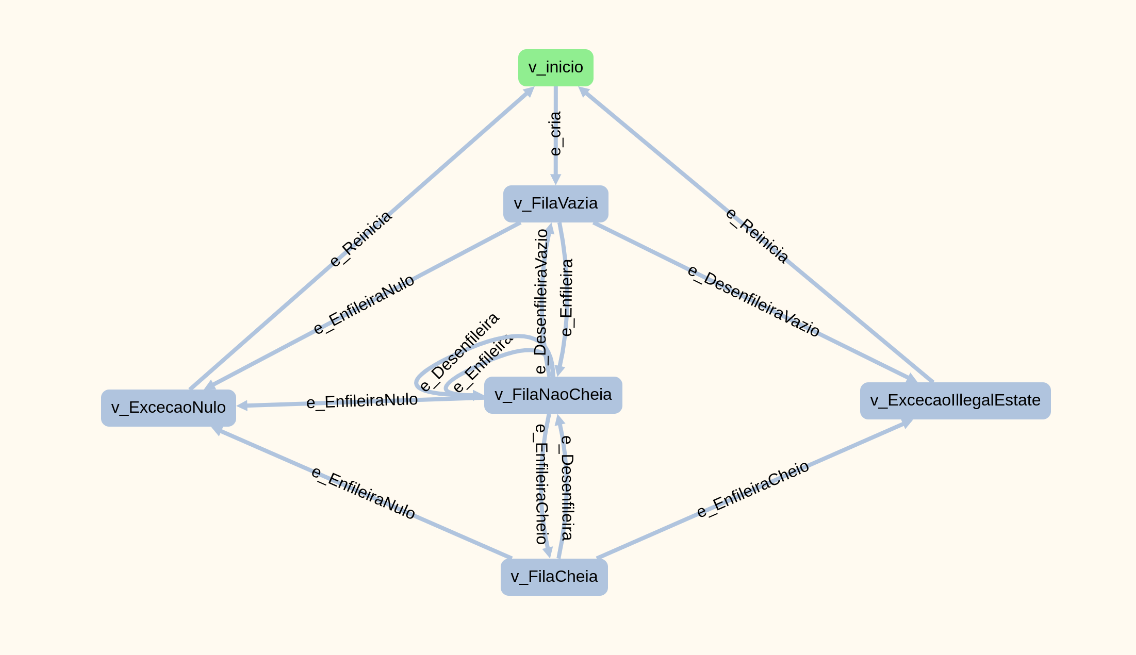 v_inicio
e_cria
v_FilaVazia
e_Reinicia
e_Reinicia
e_EnfileiraNulo
e_DesenfileiraVazio
e_Enfileira
e_DesenfileiraVazio
e_Desenfileira
e_Enfileira
v_ExcecaoNulo
e_EnfileiraNulo
v_FilaNaoCheia
v_ExcecaoIllegalEstate
e_EnfileiraNulo
e_EnfileiraCheio
e_Desenfileira
e_EnfileiraCheio
v_FilaCheia